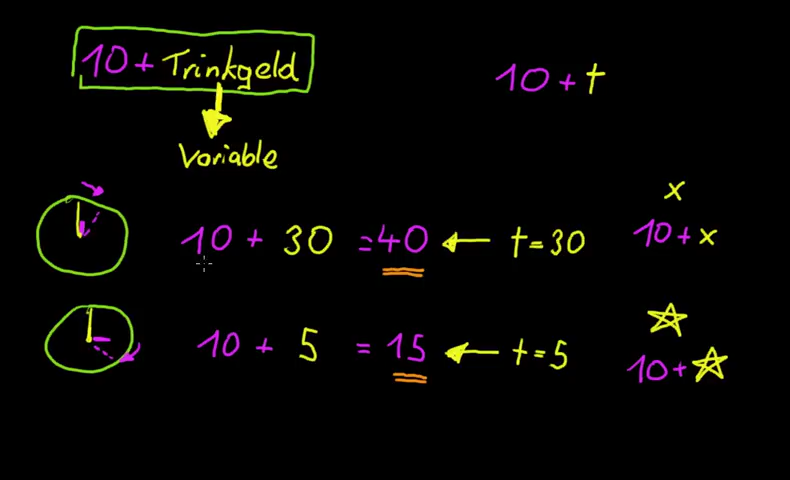 10 + Trinkgeld
10 + t
Variable
x
10 + 30 = 40 ← t = 30
10 + x
☆
10 + 5 = 15 ← t = 5
10 + ☆